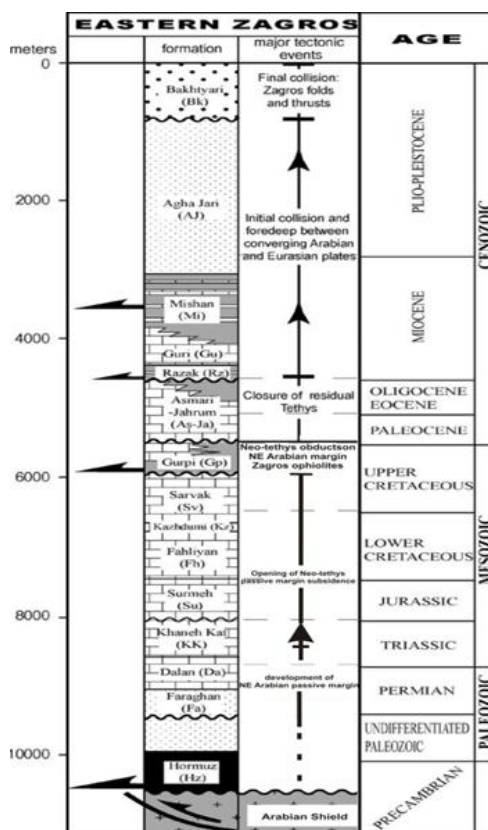 EASTERN ZAGROS
AGE
meters
formation
major tectonic
events
0
2000
4000
6000
8000
10000
Bakhtyari
(Bk)
Agha Jari
(AJ)
Mishan
(Mi)
Guri (Gu)
Razak (Rz)
Asmari
-Jahrum
(As-Ja)
Gurpi (Gp)
Sarvak
(Sv)
Kazhdumi (Kz)
Fahliyan
(Fh)
Surmeh
(Su)
Khaneh Kat
(KK)
Dalan (Da)
Faraghan
(Fa)
Hormuz
(Hz)
Final collision:
Zagros folds
and thrusts
Initial collision and
foredeep between
converging Arabian
and Eurasian plates
Closure of residual
Tethys
Neo-tethys obductson
NE Arabian margin
Zagros ophiolites
Opening of Neo-tethys
passive margin subsidence
development of
NE Arabian passive margin
Arabian Shield
PLIO-PLEISTOCENE
MIOCENE
OLIGOCENE
EOCENE
PALEOCENE
UPPER
CRETACEOUS
LOWER
CRETACEOUS
JURASSIC
TRIASSIC
PERMIAN
UNDIFFERENTIATED
PALEOZOIC
PRECAMBRIAN
CENOZOIC
MESOZOIC
PALEOZOIC